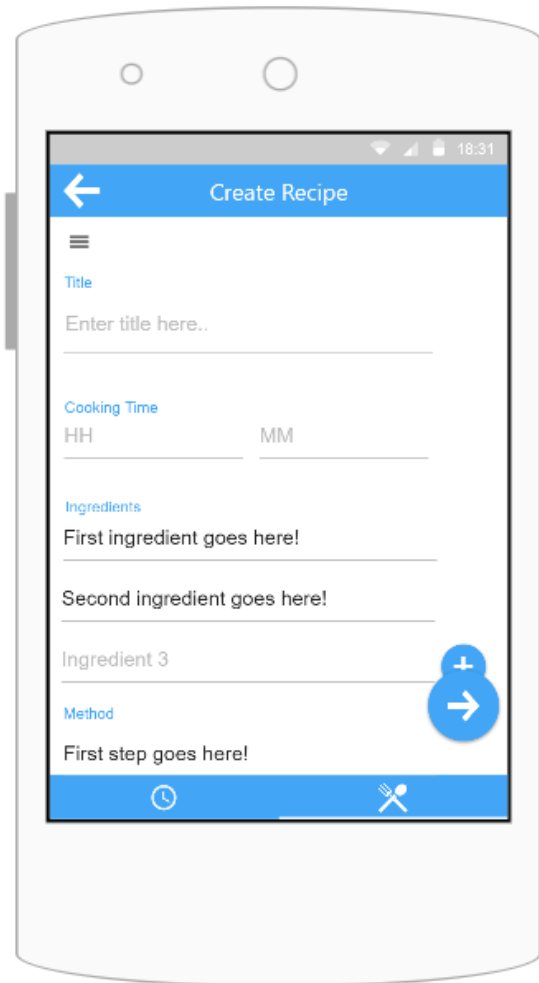 18:31
Create Recipe
Title
Enter title here..
Cooking Time
HH MM
Ingredients
First ingredient goes here!
Second ingredient goes here!
Ingredient 3
Method
First step goes here!